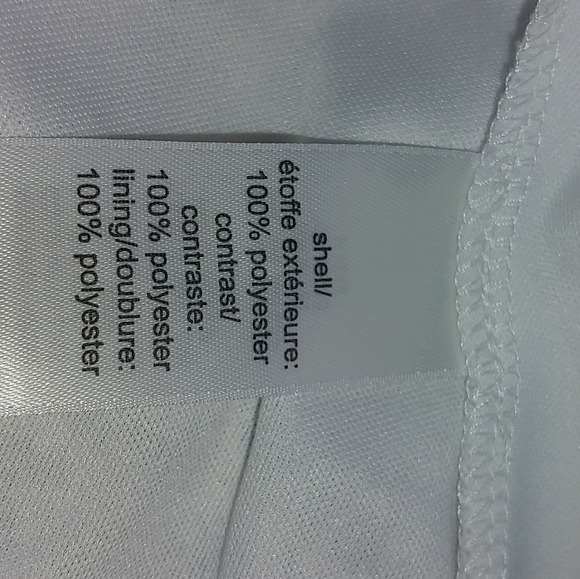 shell/
étoffe extérieure:
100% polyester
contrast/
contraste:
100% polyester
lining/doublure:
100% polyester